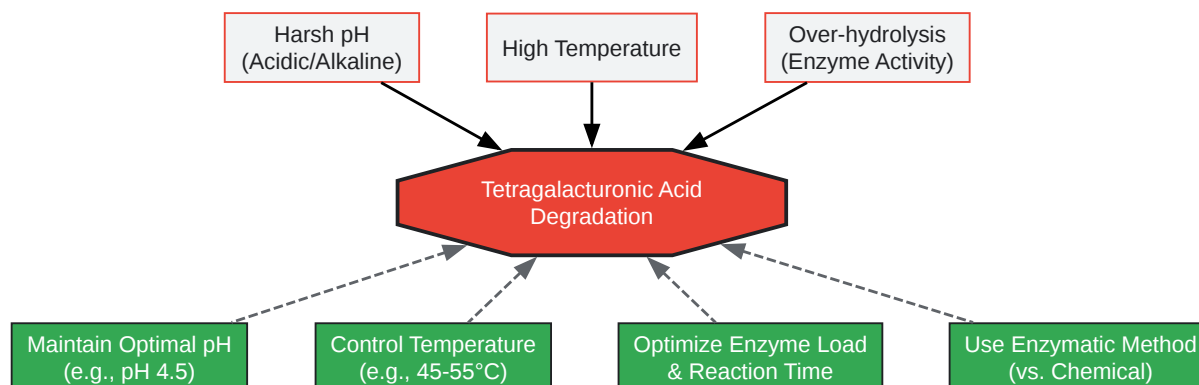 Harsh pH
(Acidic/Alkaline)
High Temperature
Over-hydrolysis
(Enzyme Activity)
Tetragalacturonic Acid
Degradation
Maintain Optimal pH
(e.g., pH 4.5)
Control Temperature
(e.g., 45-55°C)
Optimize Enzyme Load
& Reaction Time
Use Enzymatic Method
(vs. Chemical)